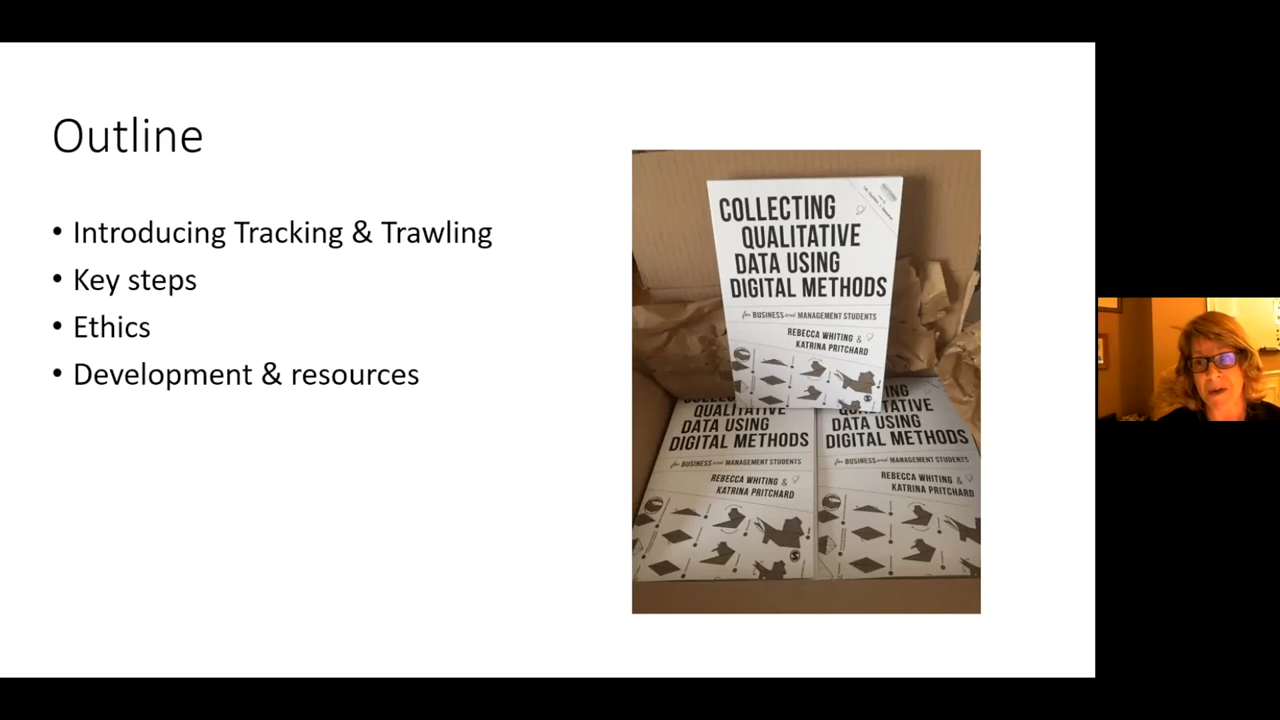 Outline
• Introducing Tracking & Trawling
• Key steps
• Ethics
• Development & resources
COLLECTING
QUALITATIVE
DATA USING
DIGITAL METHODS
for BUSINESS and MANAGEMENT STUDENTS
REBECCA WHITING &
KATRINA PRITCHARD
QUALITATIVE
DATA USING
DIGITAL METHODS
for BUSINESS and MANAGEMENT STUDENTS
REBECCA WHITING &
KATRINA PRITCHARD
DATA USING
DIGITAL METHODS
for BUSINESS and MANAGEMENT STUDENTS
REBECCA WHITING &
KATRINA PRITCHARD